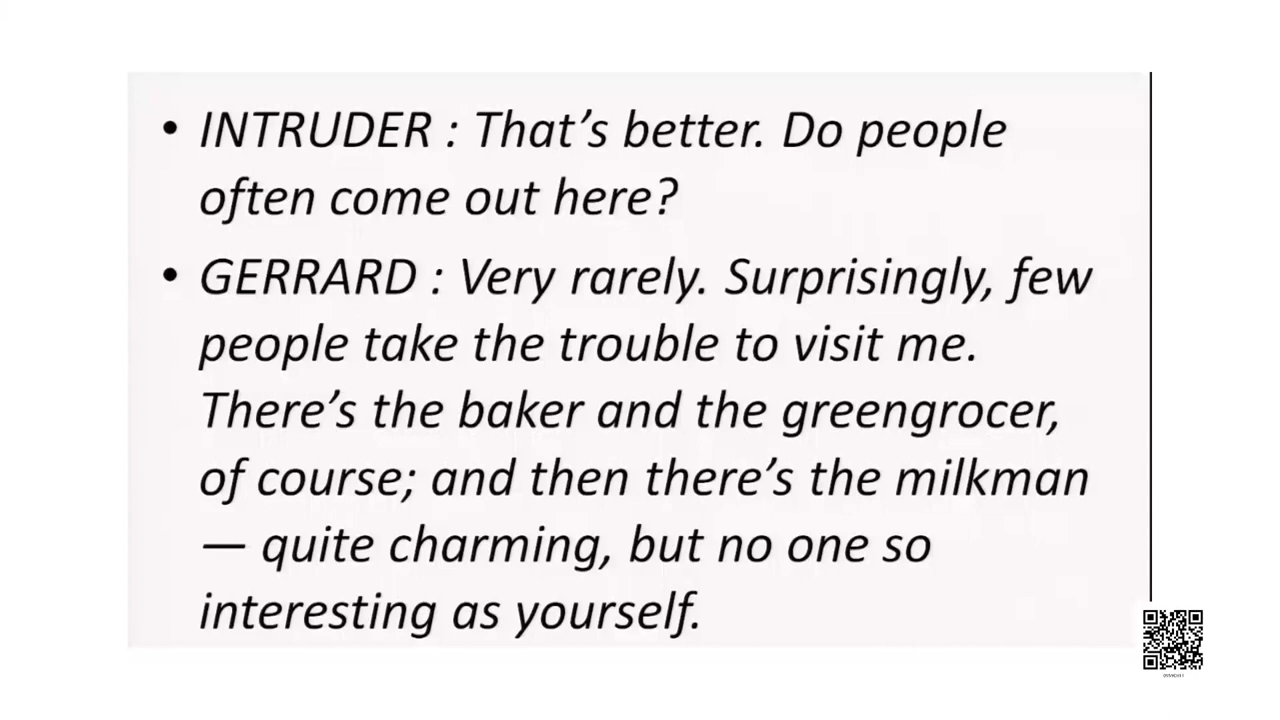 • INTRUDER : That's better. Do people
often come out here?
• GERRARD : Very rarely. Surprisingly, few
people take the trouble to visit me.
There's the baker and the greengrocer,
of course; and then there's the milkman
— quite charming, but no one so
interesting as yourself.